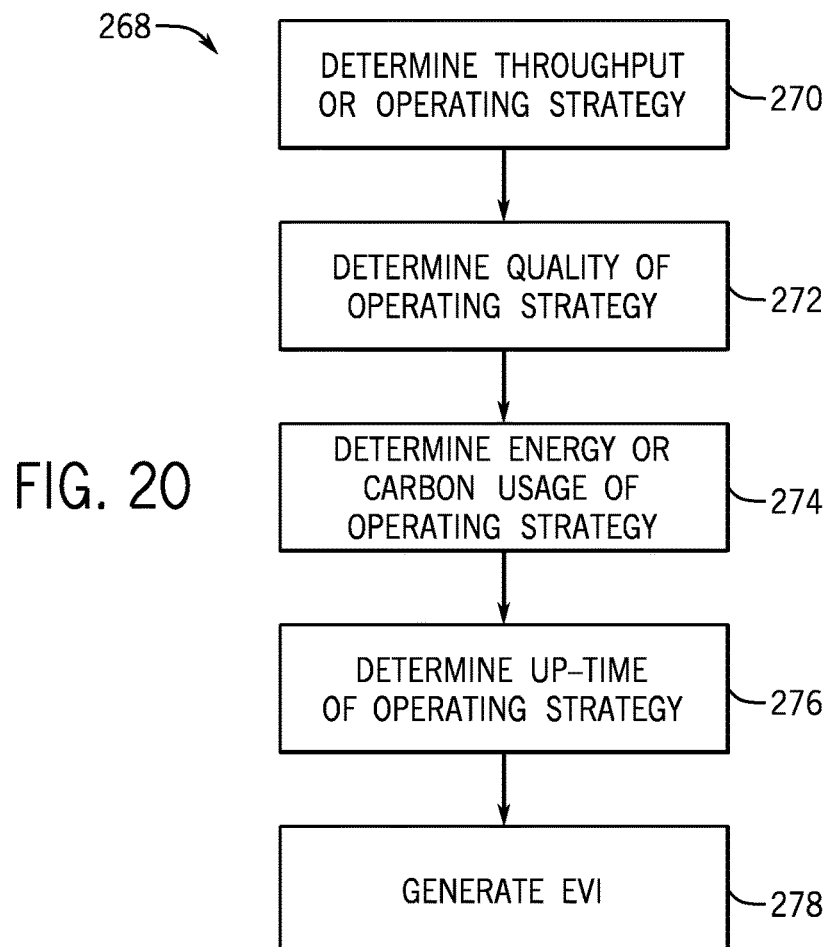 268
DETERMINE THROUGHPUT
OR OPERATING STRATEGY
270
DETERMINE QUALITY OF
OPERATING STRATEGY
272
FIG. 20
DETERMINE ENERGY OR
CARBON USAGE OF
OPERATING STRATEGY
274
DETERMINE UP–TIME
OF OPERATING STRATEGY
276
GENERATE EVI
278